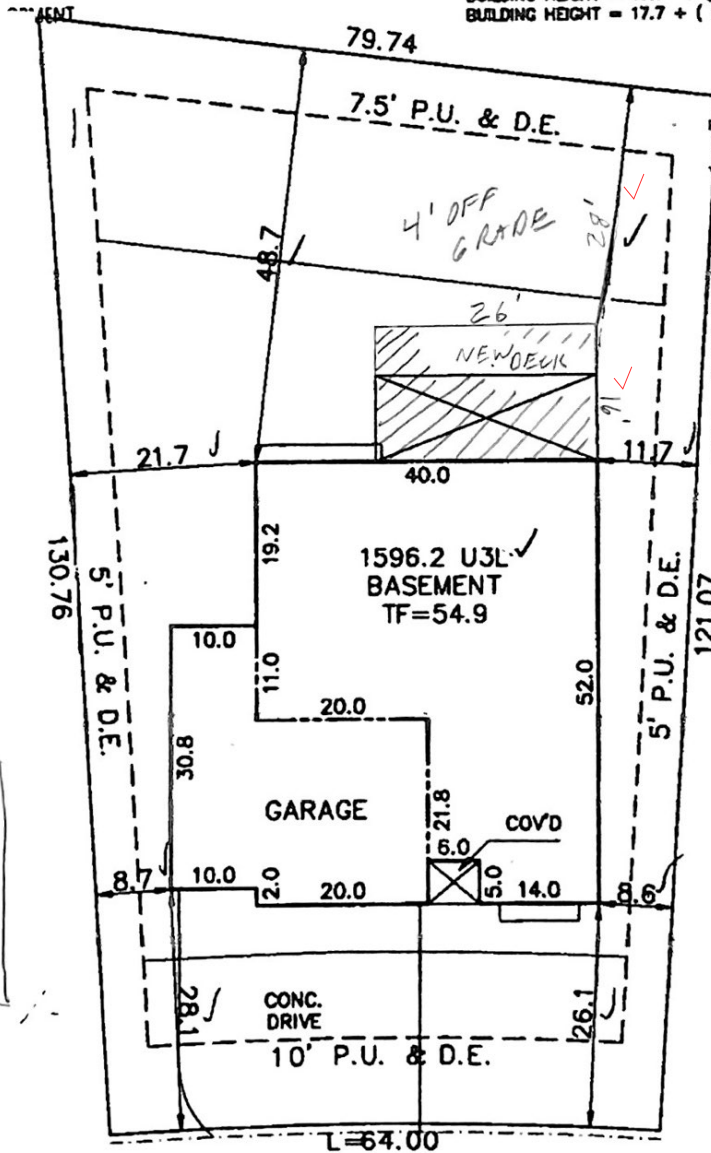 BUILDING HEIGHT = 17.7 + (
79.74
7.5' P.U. & D.E.
4' OFF
GRADE
28'
48.7
26'
NEW DECK
16'
21.7
11.7
40.0
130.76
19.2
1596.2 U3L
BASEMENT
TF=54.9
121.07
5' P.U. & D.E.
5' P.U. & D.E.
10.0
11.0
52.0
20.0
30.8
GARAGE
21.8
COV'D
6.0
8.7
10.0
2.0
20.0
5.0
14.0
8.6
28.1
CONC.
DRIVE
26.1
10' P.U. & D.E.
L=64.00